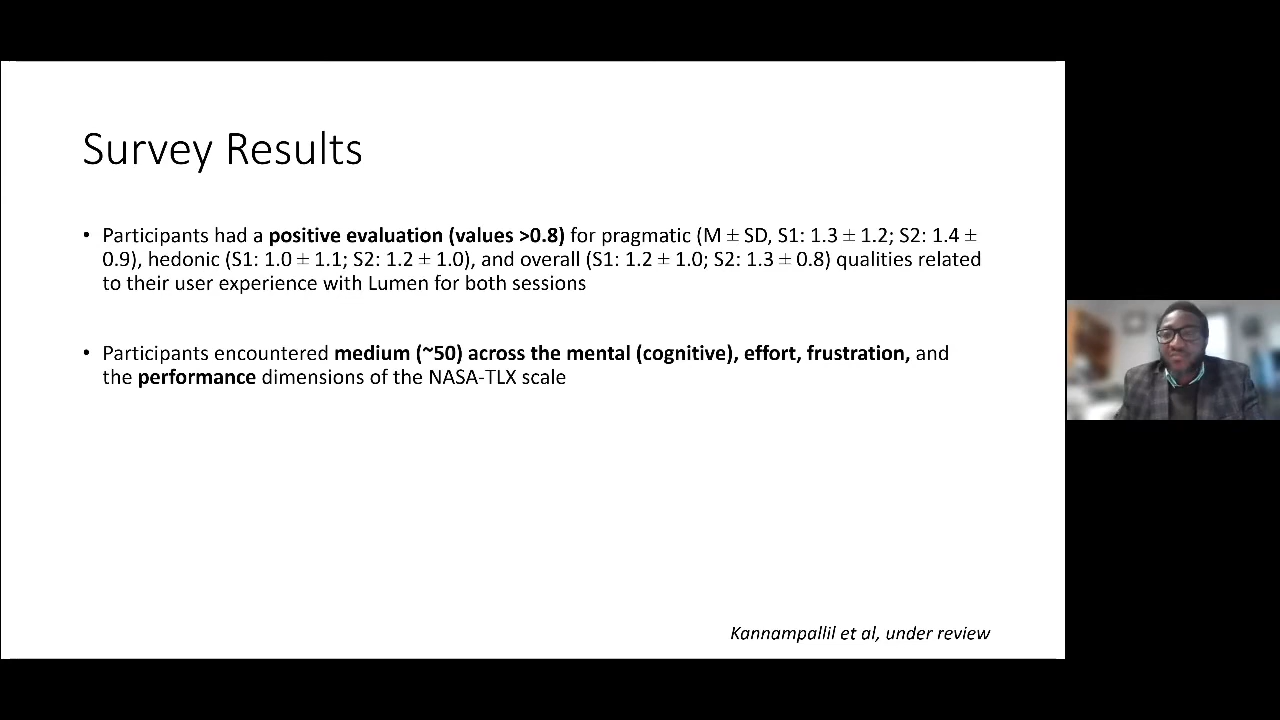 Survey Results
• Participants had a positive evaluation (values >0.8) for pragmatic (M ± SD, S1: 1.3 ± 1.2; S2: 1.4 ±
0.9), hedonic (S1: 1.0 ± 1.1; S2: 1.2 ± 1.0), and overall (S1: 1.2 ± 1.0; S2: 1.3 ± 0.8) qualities related
to their user experience with Lumen for both sessions
• Participants encountered medium (~50) across the mental (cognitive), effort, frustration, and
the performance dimensions of the NASA-TLX scale
Kannampallil et al, under review